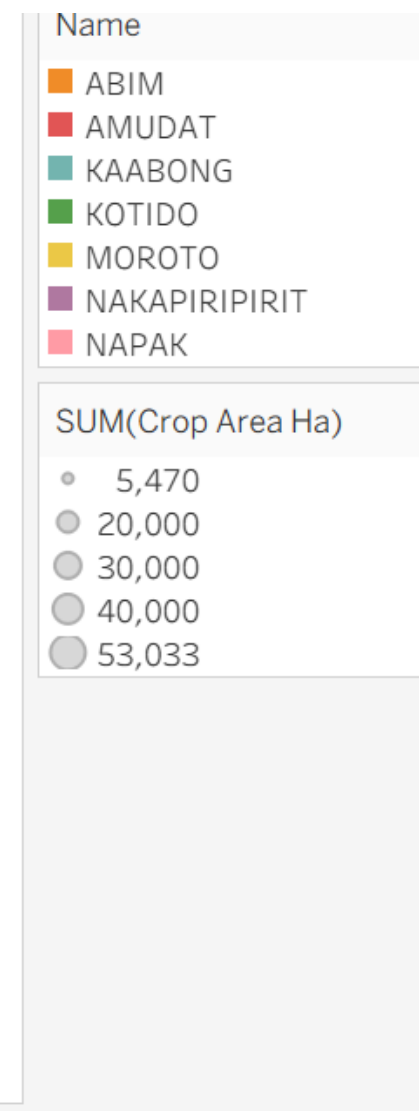 Name
ABIM
AMUDAT
KAABONG
KOTIDO
MOROTO
NAKAPIRIPIRIT
NAPAK
SUM(Crop Area Ha)
5,470
20,000
30,000
40,000
53,033